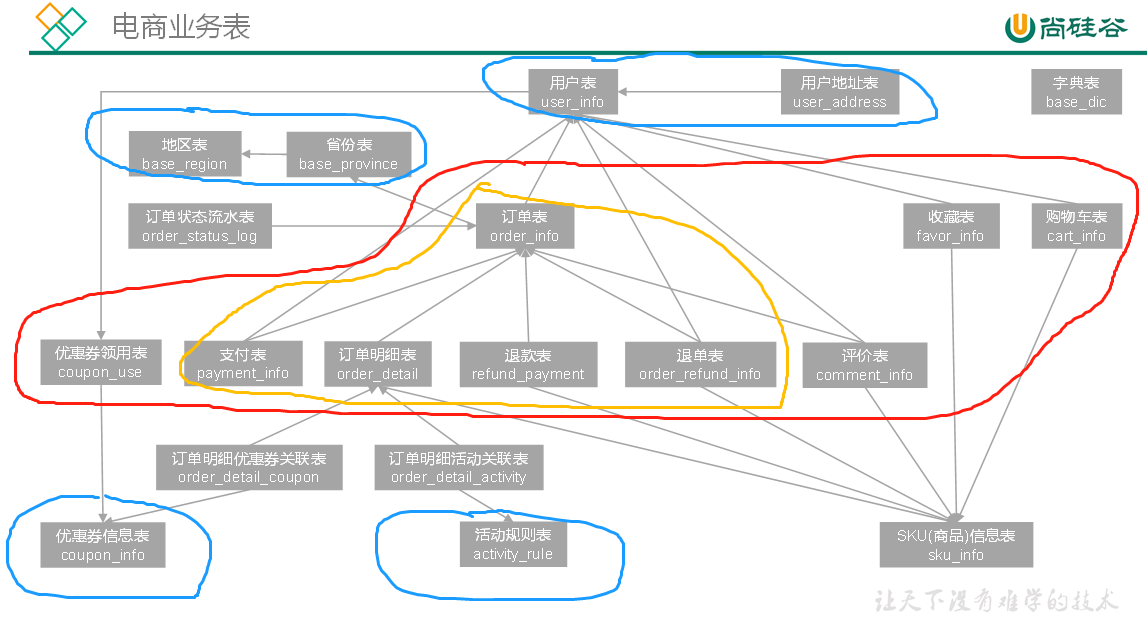 电商业务表
尚硅谷
用户表
user_info
用户地址表
user_address
字典表
base_dic
地区表
base_region
省份表
base_province
订单状态流水表
order_status_log
订单表
order_info
收藏表
favor_info
购物车表
cart_info
优惠券领用表
coupon_use
支付表
payment_info
订单明细表
order_detail
退款表
refund_payment
退单表
order_refund_info
评价表
comment_info
订单明细优惠券关联表
order_detail_coupon
订单明细活动关联表
order_detail_activity
优惠券信息表
coupon_info
活动规则表
activity_rule
SKU(商品)信息表
sku_info
让天下没有难学的技术